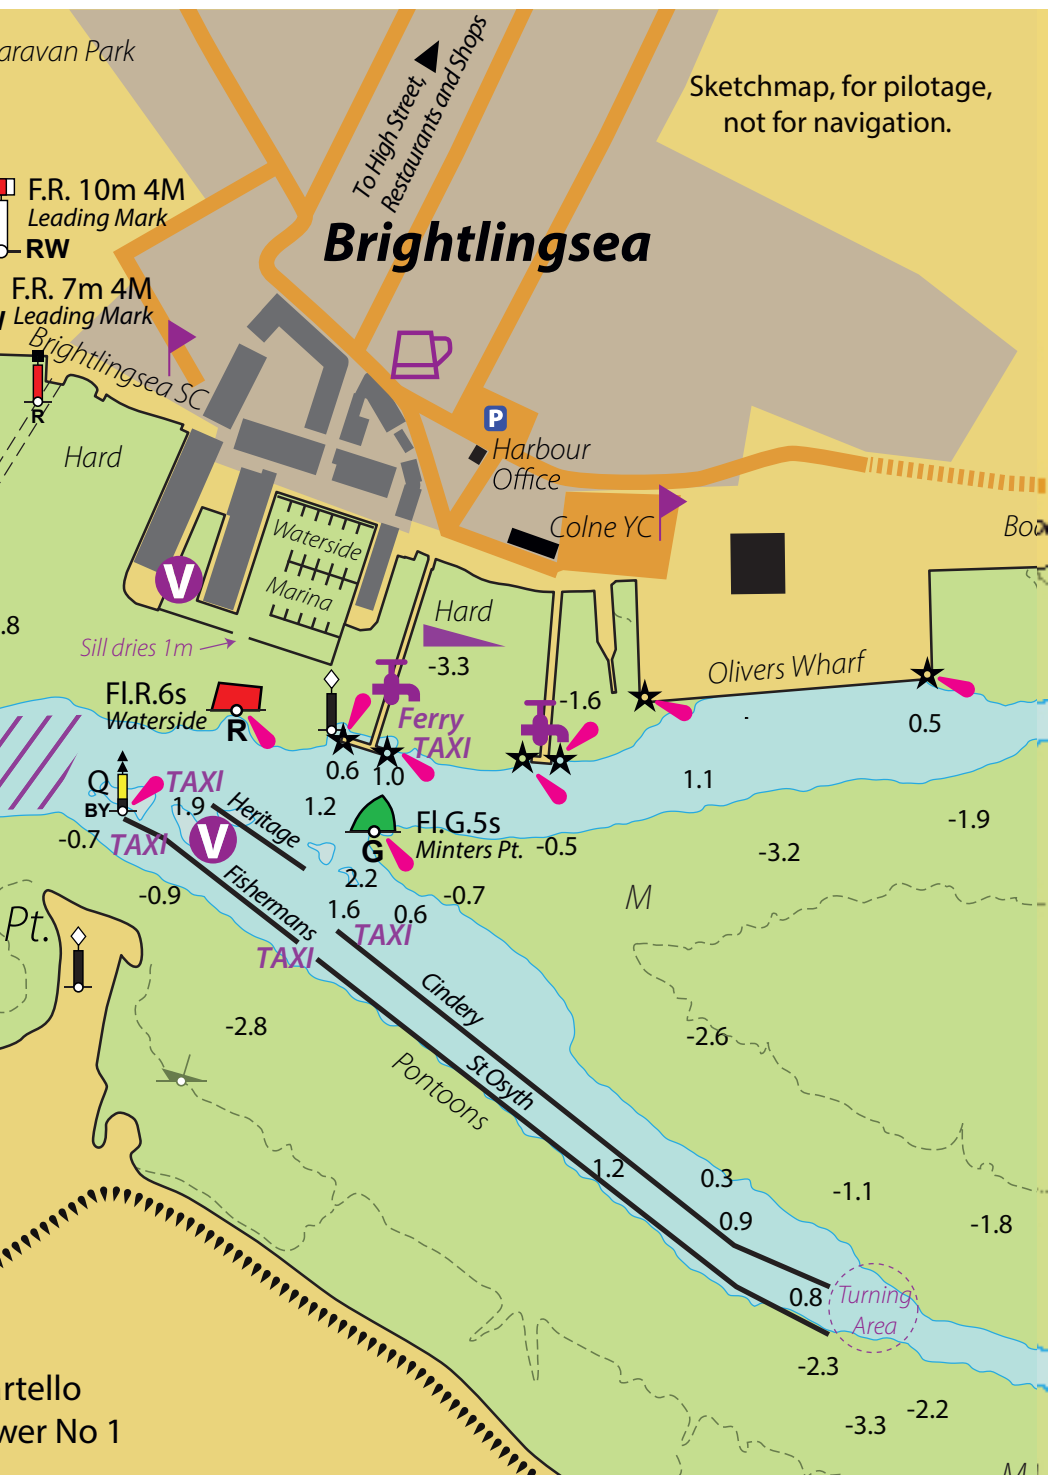 aravan Park
To High Street,
Restaurants and Shops
Sketchmap, for pilotage,
not for navigation.
F.R. 10m 4M
Leading Mark
RW
Brightlingsea
F.R. 7m 4M
Leading Mark
Brightlingsea SC
R
P
Hard
Harbour
Office
Colne YC
Waterside
Marina
V
Hard
.8
Sill dries 1m
-3.3
Olivers Wharf
Fl.R.6s
Waterside
R
-1.6
Ferry
TAXI
0.5
0.6
1.0
1.1
Q
BY
TAXI
1.9
Heritage
1.2
Fl.G.5s
Minters Pt.
G
-0.5
-1.9
-3.2
-0.7
TAXI
V
-0.9
Fishermans
2.2
1.6
0.6
-0.7
M
Pt.
TAXI
TAXI
Cindery
-2.8
-2.6
St Osyth
Pontoons
1.2
0.3
-1.1
0.9
-1.8
0.8
Turning
Area
-2.3
-2.2
-3.3
rtello
wer No 1